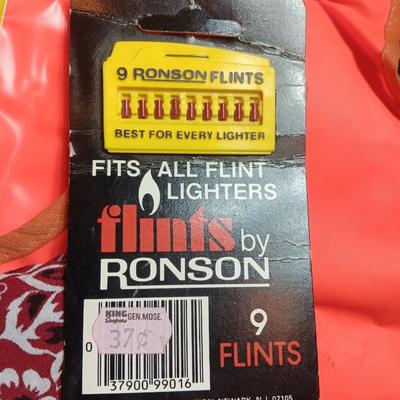 9 RONSON FLINTS
BEST FOR EVERY LIGHTER
FITS ALL FLINT
LIGHTERS
flints by
RONSON
KING
Soopers
GEN.MDSE.
37¢
9
FLINTS
0
37900 99016
NEWARK, N.J. 07105